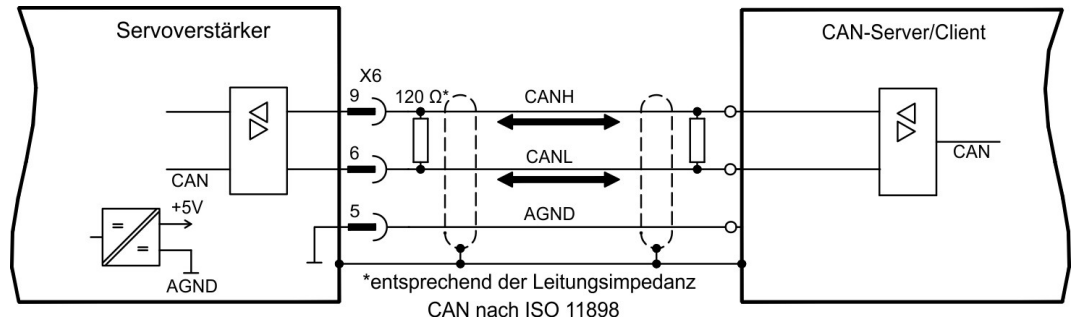 Servoverstärker
CAN-Server/Client
X6
9
120 Ω*
CANH
6
CANL
CAN
CAN
+5V
5
AGND
AGND
*entsprechend der Leitungsimpedanz
CAN nach ISO 11898